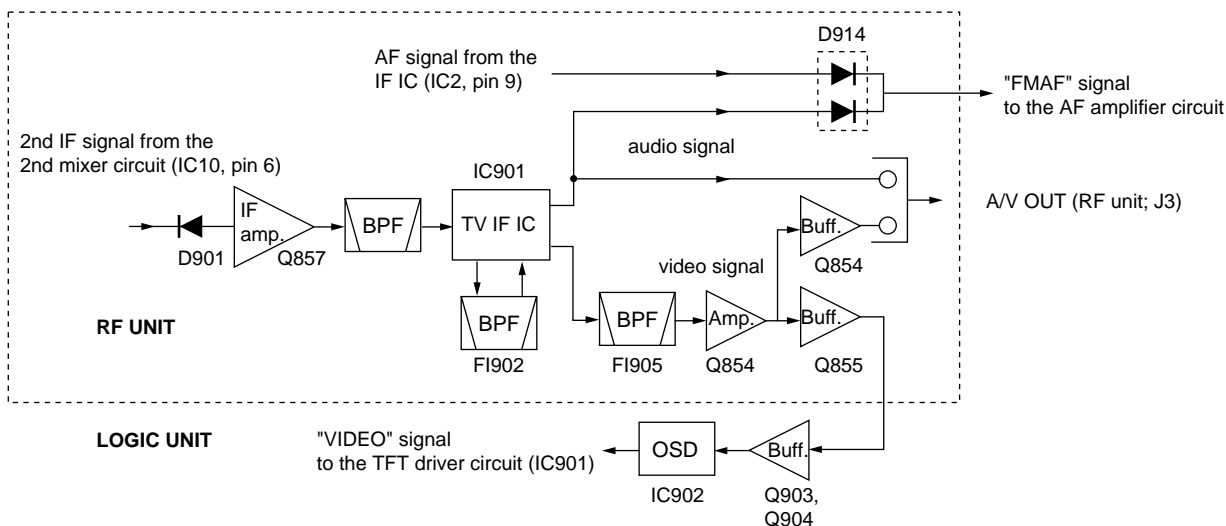 D914
AF signal from the
IF IC (IC2, pin 9)
"FMAF" signal
to the AF amplifier circuit
2nd IF signal from the
2nd mixer circuit (IC10, pin 6)
audio signal
IC901
TV IF IC
A/V OUT (RF unit; J3)
IF
amp.
BPF
Buff.
D901
Q857
video signal
Q854
BPF
BPF
Amp.
Buff.
RF UNIT
FI902
FI905
Q854
Q855
LOGIC UNIT
"VIDEO" signal
to the TFT driver circuit (IC901)
OSD
Buff.
IC902
Q903,
Q904